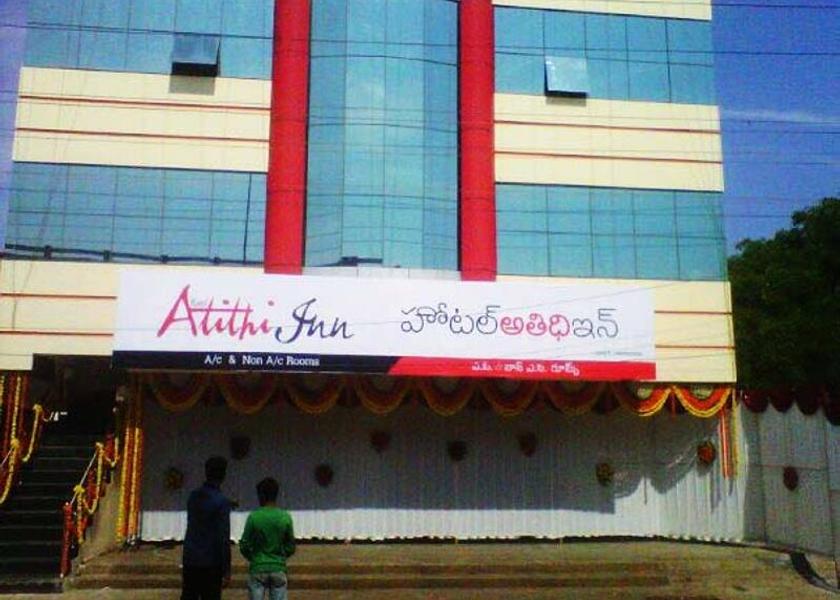 Atithi Inn
హోటల్ అతిథి ఇన్
A/c & Non A/c Rooms
ఎ.సి. & నాన్ ఎ.సి. రూమ్స్